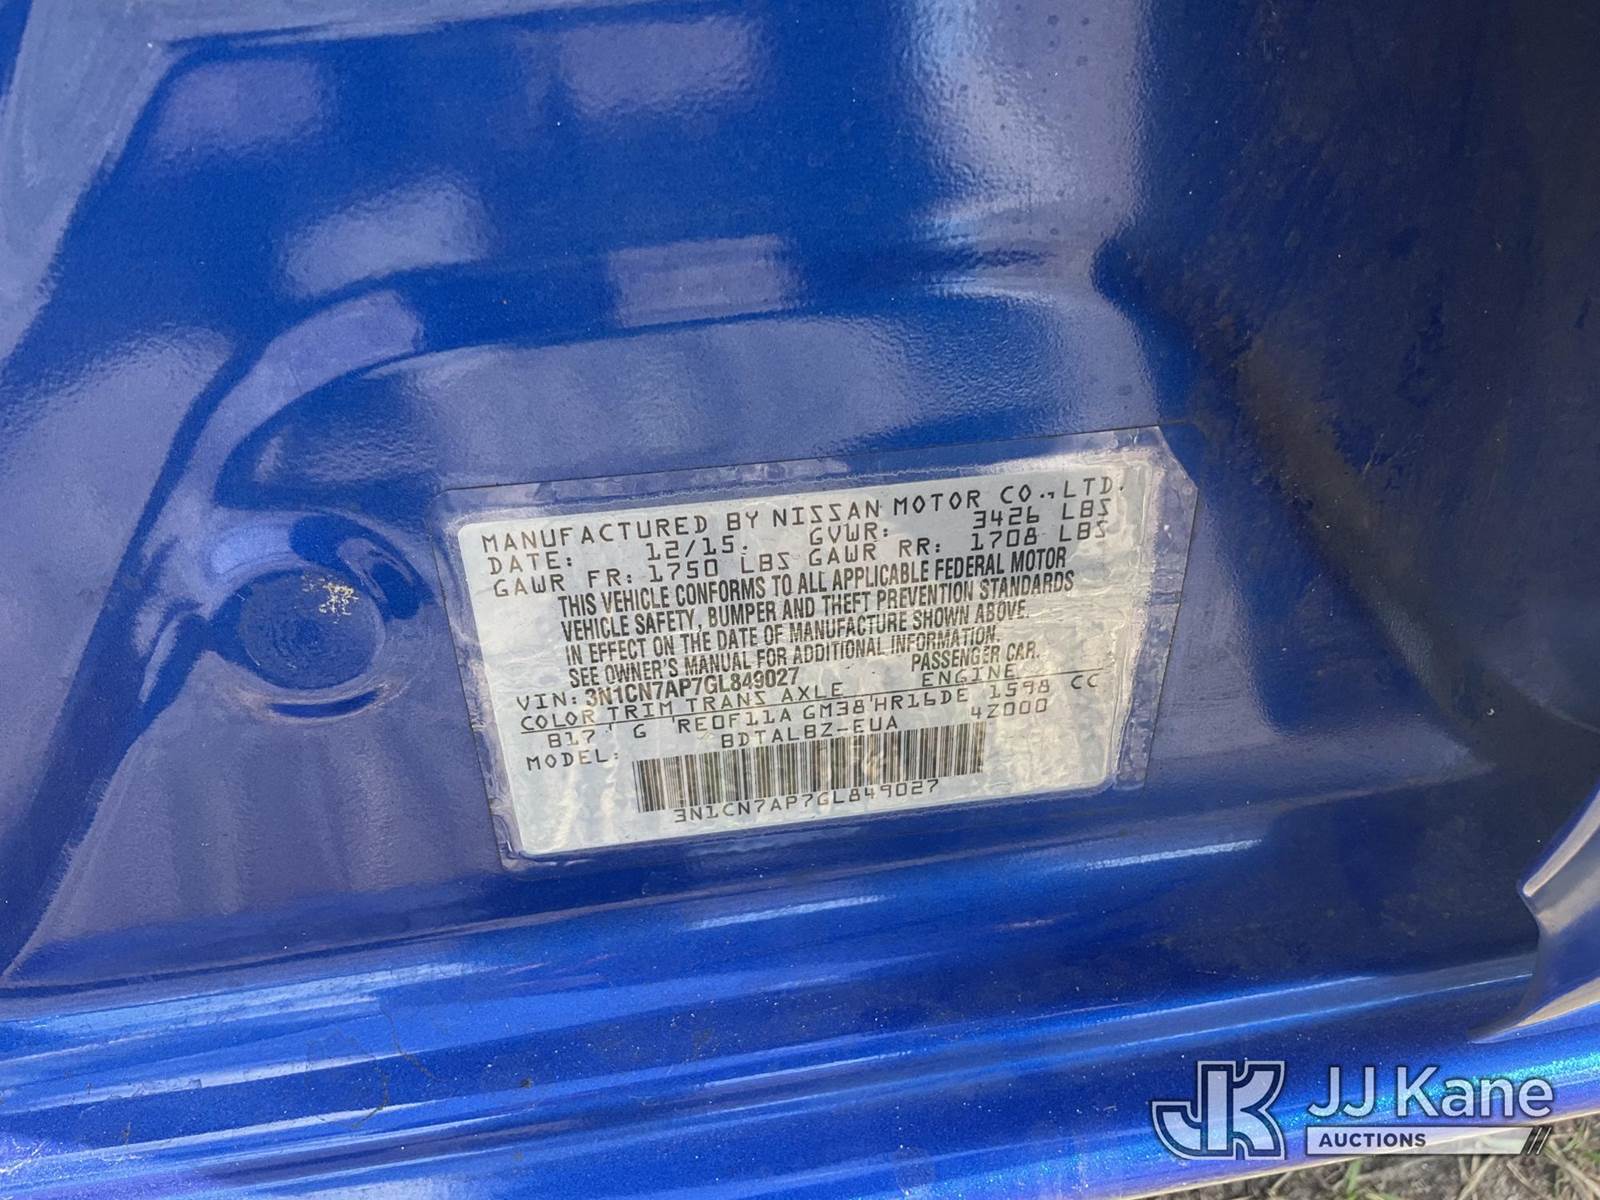 MANUFACTURED BY NISSAN MOTOR CO., LTD.
DATE: 12/15. GVWR: 3426 LBS
GAWR FR: 1750 LBS GAWR RR: 1708 LBS
THIS VEHICLE CONFORMS TO ALL APPLICABLE FEDERAL MOTOR
VEHICLE SAFETY, BUMPER AND THEFT PREVENTION STANDARDS
IN EFFECT ON THE DATE OF MANUFACTURE SHOWN ABOVE.
SEE OWNER'S MANUAL FOR ADDITIONAL INFORMATION.
VIN: 3N1CN7AP7GL849027 PASSENGER CAR.
COLOR TRIM TRANS AXLE ENGINE
B17 G RE0F11A GM38 HR16DE 1598 CC
MODEL: BDTALBZ-EUA 4Z000
3N1CN7AP7GL849027
JK JJ Kane
AUCTIONS